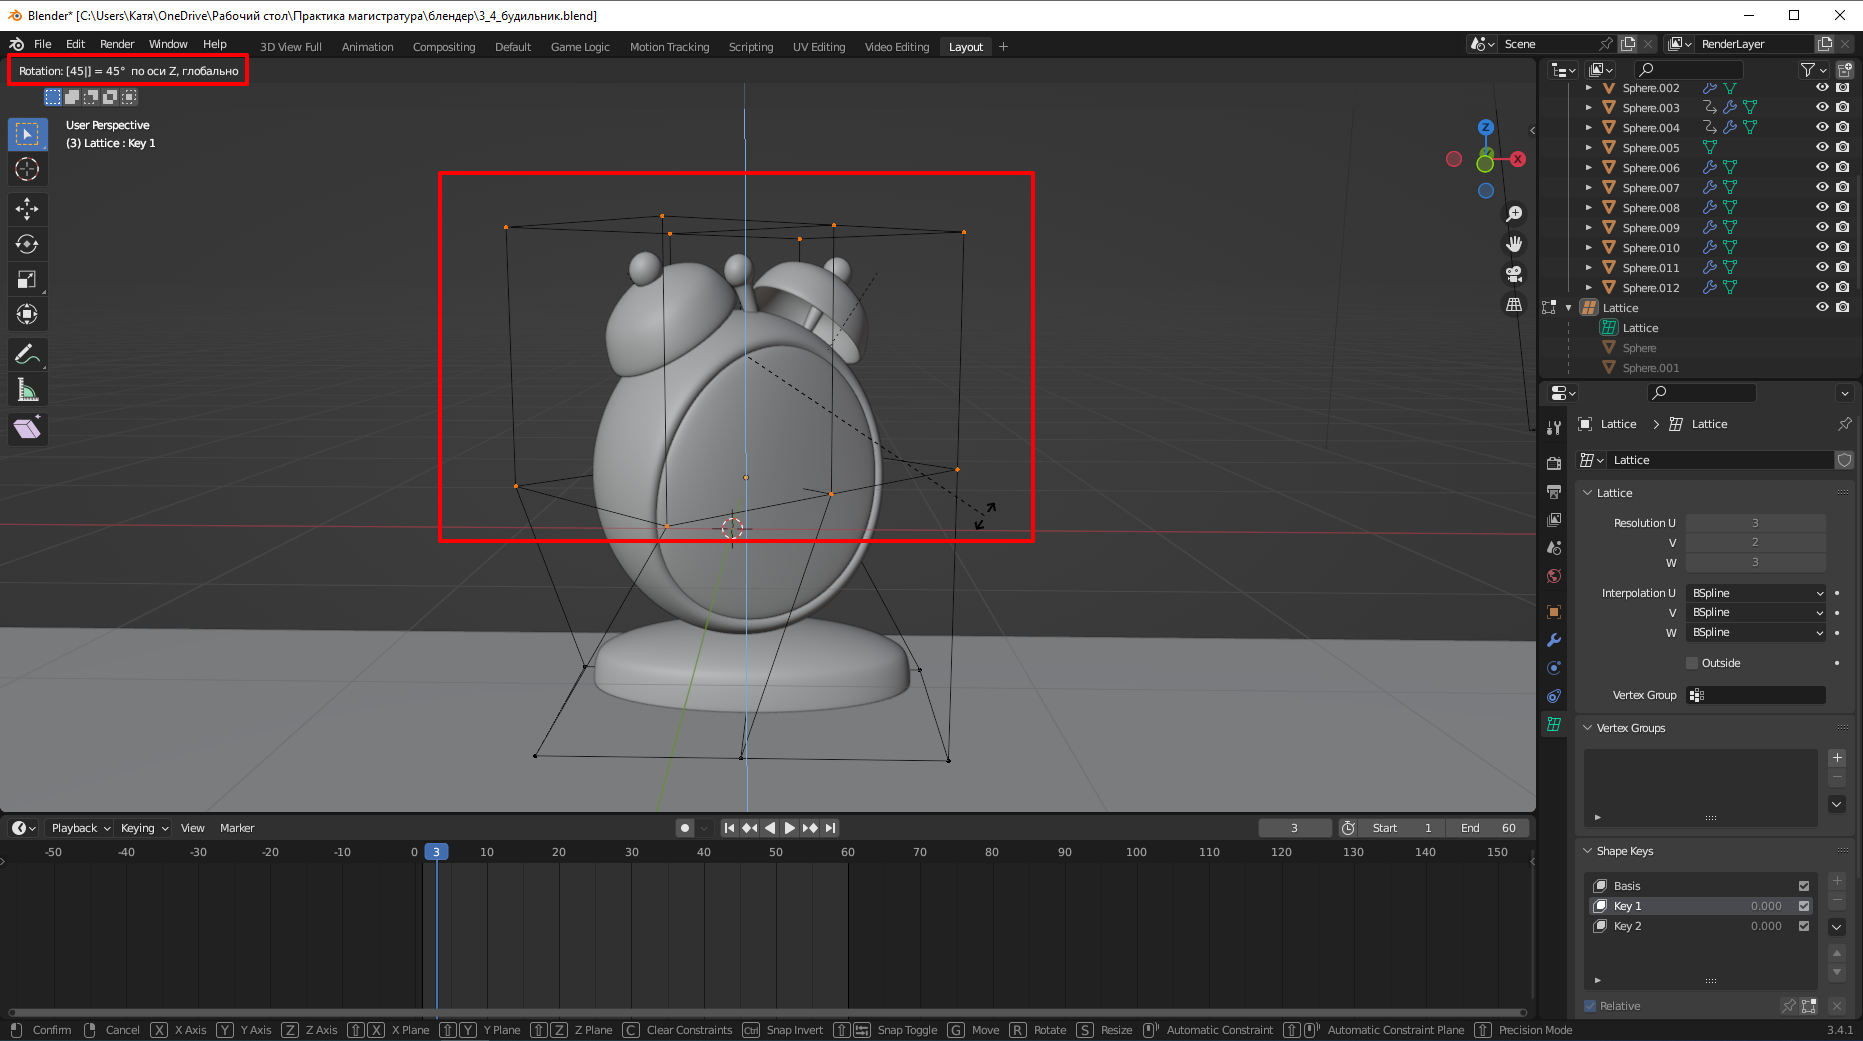 Blender* [C:\Users\Катя\OneDrive\Рабочий стол\Практика магистратура\блендер\3_4_будильник.blend]
File Edit Render Window Help 3D View Full Animation Compositing Default Game Logic Motion Tracking Scripting UV Editing Video Editing Layout + Scene RenderLayer
Rotation: [45|] = 45° по оси Z, глобально
User Perspective
(3) Lattice : Key 1
Z
X
Sphere.002
Sphere.003
Sphere.004
Sphere.005
Sphere.006
Sphere.007
Sphere.008
Sphere.009
Sphere.010
Sphere.011
Sphere.012
Lattice
Lattice
Sphere
Sphere.001
Lattice > Lattice
Lattice
Lattice
Resolution U 3
V 2
W 3
Interpolation U BSpline
V BSpline
W BSpline
Outside
Vertex Group
Vertex Groups
Shape Keys
Basis
Key 1 0.000
Key 2 0.000
Relative
Playback Keying View Marker 3 Start 1 End 60
-50 -40 -30 -20 -10 0 3 10 20 30 40 50 60 70 80 90 100 110 120 130 140 150
Confirm Cancel X X Axis Y Y Axis Z Z Axis X X Plane Y Y Plane Z Z Plane C Clear Constraints Ctrl Snap Invert Snap Toggle G Move R Rotate S Resize Automatic Constraint Automatic Constraint Plane Precision Mode 3.4.1